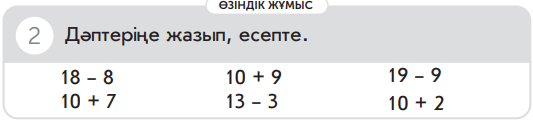 ӨЗІНДІК ЖҰМЫС
2 Дәптеріңе жазып, есепте.
18 – 8 10 + 9 19 – 9
10 + 7 13 – 3 10 + 2